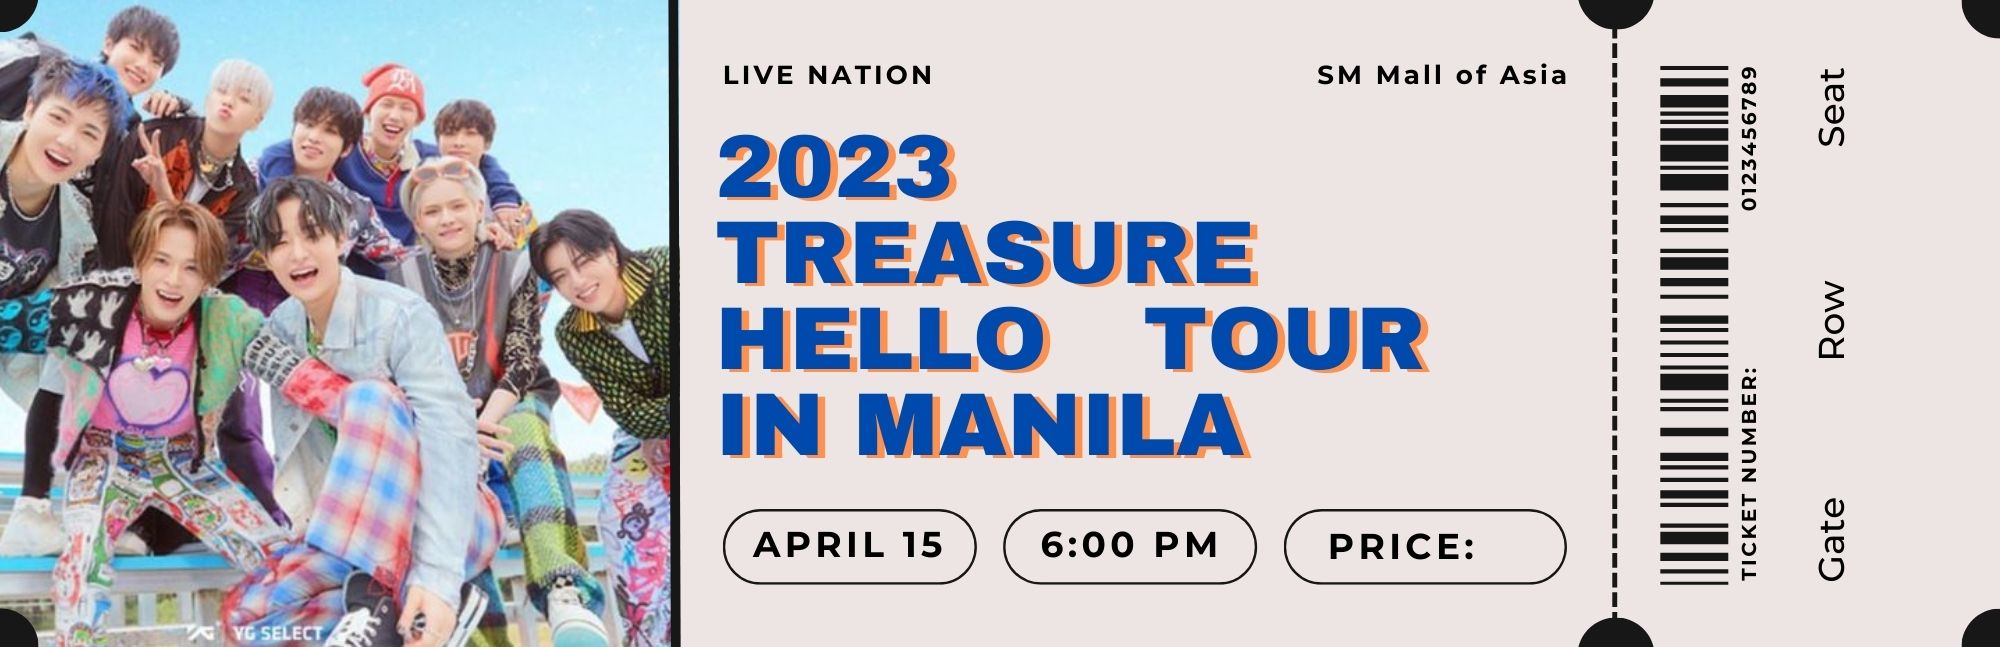 LIVE NATION
SM Mall of Asia
2023
TREASURE
HELLO TOUR
IN MANILA
APRIL 15
6:00 PM
PRICE:
YG SELECT
TICKET NUMBER: 0123456789
Gate Row Seat